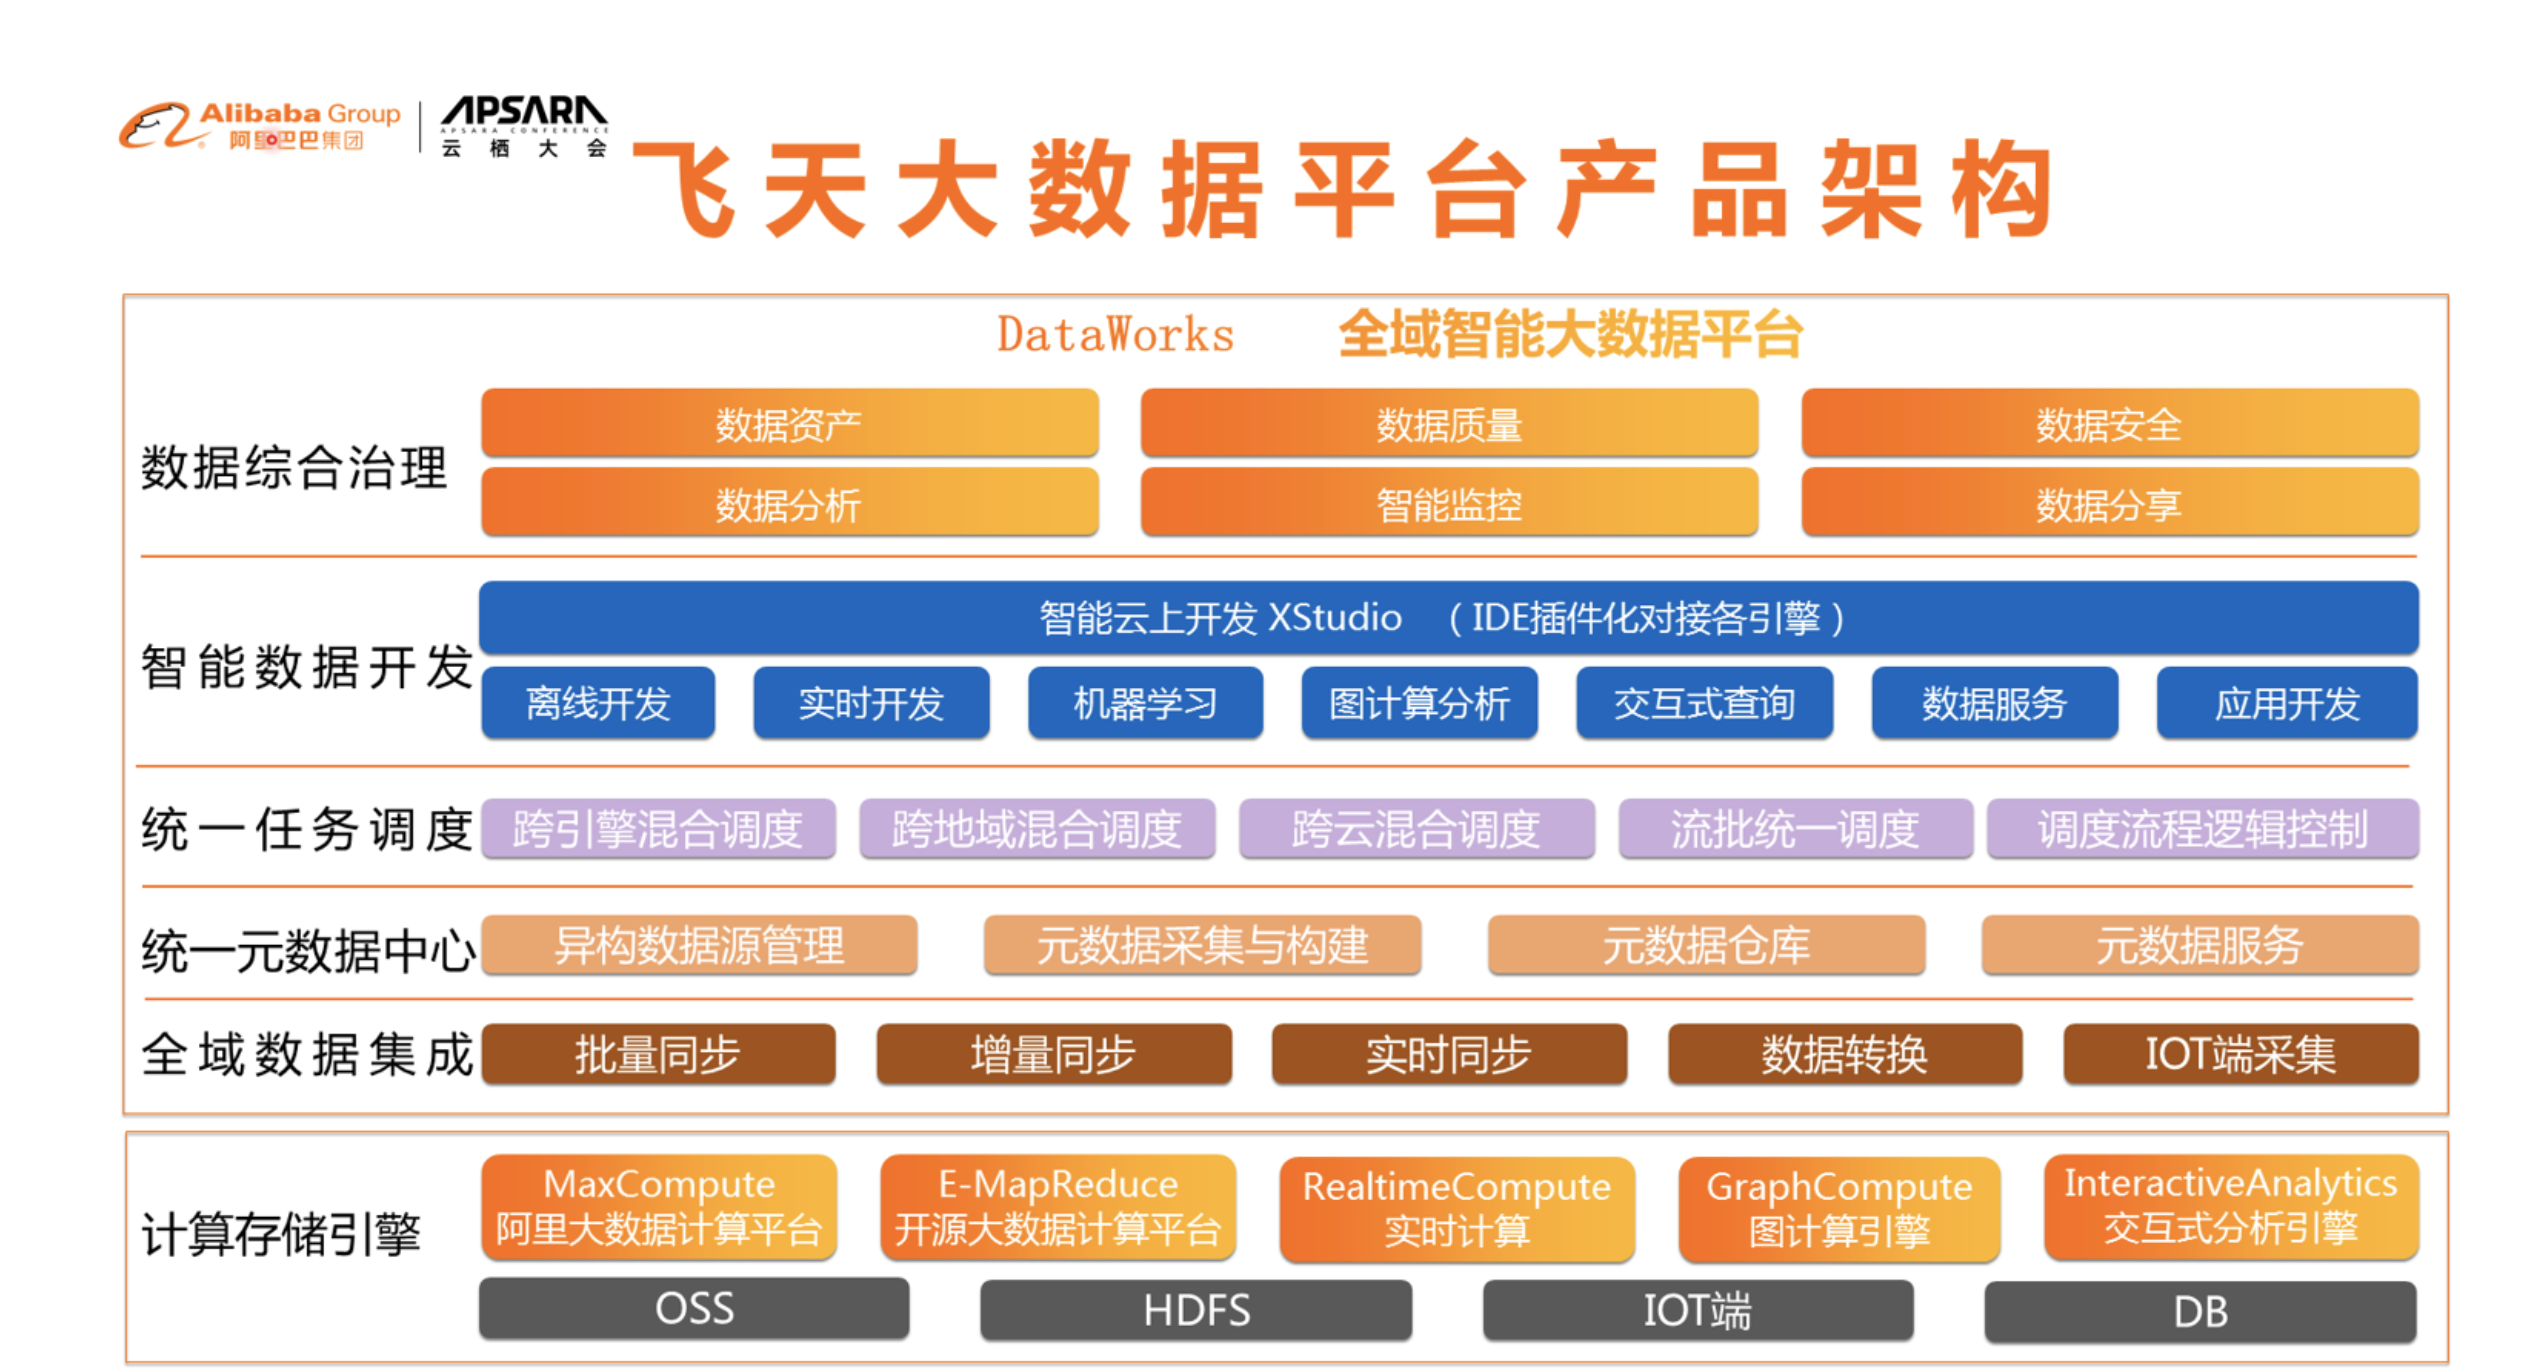 Alibaba Group
阿里巴巴集团
APSARA
APSARA CONFERENCE
云栖大会
飞天大数据平台产品架构
DataWorks 全域智能大数据平台
数据综合治理
数据资产 数据质量 数据安全
数据分析 智能监控 数据分享
智能数据开发
智能云上开发 XStudio （IDE插件化对接各引擎）
离线开发 实时开发 机器学习 图计算分析 交互式查询 数据服务 应用开发
统一任务调度 跨引擎混合调度 跨地域混合调度 跨云混合调度 流批统一调度 调度流程逻辑控制
统一元数据中心 异构数据源管理 元数据采集与构建 元数据仓库 元数据服务
全域数据集成 批量同步 增量同步 实时同步 数据转换 IOT端采集
计算存储引擎
MaxCompute E-MapReduce RealtimeCompute GraphCompute InteractiveAnalytics
阿里大数据计算平台 开源大数据计算平台 实时计算 图计算引擎 交互式分析引擎
OSS HDFS IOT端 DB